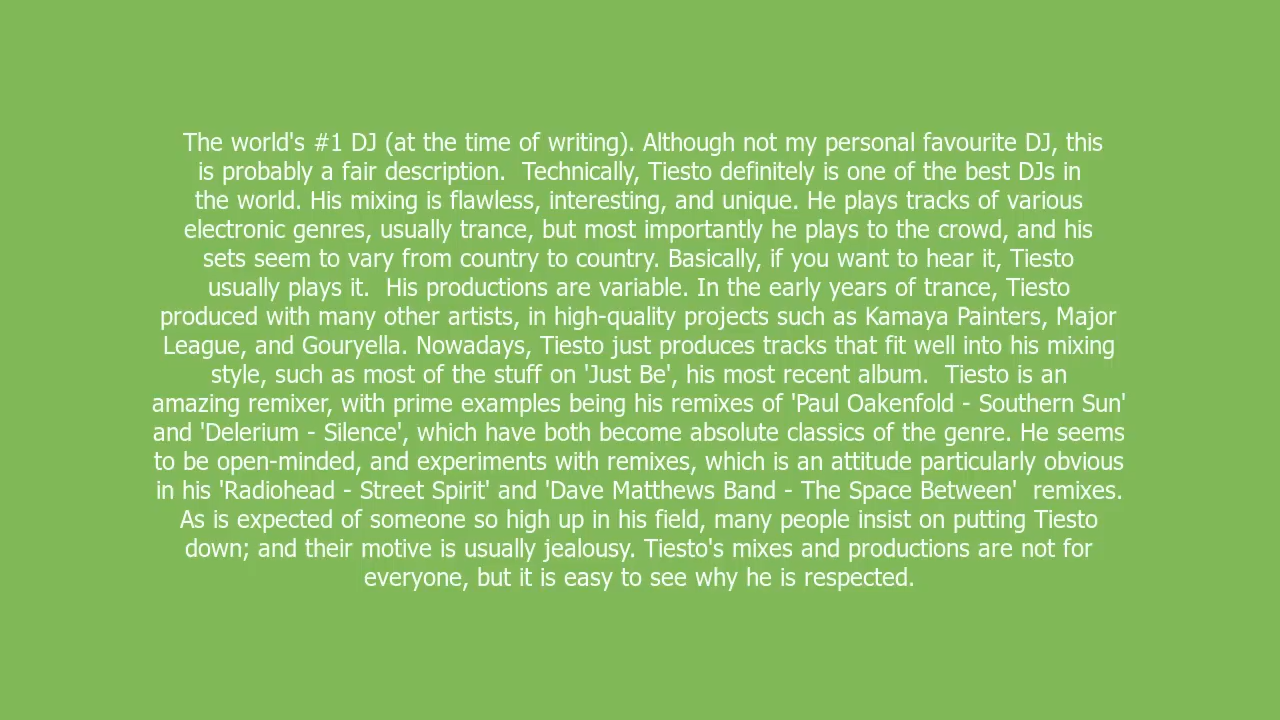 The world's #1 DJ (at the time of writing). Although not my personal favourite DJ, this
is probably a fair description.  Technically, Tiesto definitely is one of the best DJs in
the world. His mixing is flawless, interesting, and unique. He plays tracks of various
electronic genres, usually trance, but most importantly he plays to the crowd, and his
sets seem to vary from country to country. Basically, if you want to hear it, Tiesto
usually plays it.  His productions are variable. In the early years of trance, Tiesto
produced with many other artists, in high-quality projects such as Kamaya Painters, Major
League, and Gouryella. Nowadays, Tiesto just produces tracks that fit well into his mixing
style, such as most of the stuff on 'Just Be', his most recent album.  Tiesto is an
amazing remixer, with prime examples being his remixes of 'Paul Oakenfold - Southern Sun'
and 'Delerium - Silence', which have both become absolute classics of the genre. He seems
to be open-minded, and experiments with remixes, which is an attitude particularly obvious
in his 'Radiohead - Street Spirit' and 'Dave Matthews Band - The Space Between'  remixes.
As is expected of someone so high up in his field, many people insist on putting Tiesto
down; and their motive is usually jealousy. Tiesto's mixes and productions are not for
everyone, but it is easy to see why he is respected.